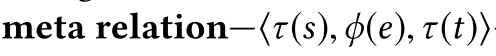 meta relation–⟨τ(s), ϕ(e), τ(t)⟩